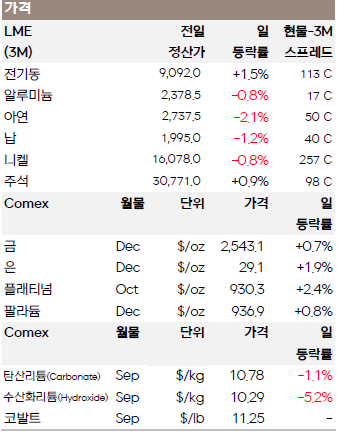 가격
LME 전일 일 현물-3M
(3M) 정산가 등락률 스프레드
전기동 9,092.0 +1.5% 113 C
알루미늄 2,378.5 -0.8% 17 C
아연 2,737.5 -2.1% 50 C
납 1,995.0 -1.2% 40 C
니켈 16,078.0 -0.8% 257 C
주석 30,771.0 +0.9% 98 C
Comex 월물 단위 가격 일
등락률
금 Dec $/oz 2,543.1 +0.7%
은 Dec $/oz 29.1 +1.9%
플래티넘 Oct $/oz 930.3 +2.4%
팔라듐 Dec $/oz 936.9 +0.8%
Comex 월물 단위 가격 일
등락률
탄산리튬(Carbonate) Sep $/kg 10.78 -1.1%
수산화리튬(Hydroxide) Sep $/kg 10.29 -5.2%
코발트 Sep $/lb 11.25 -